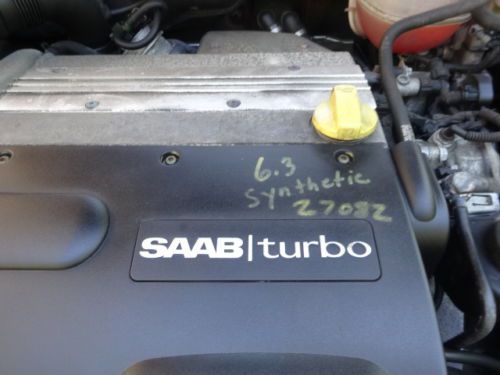 6.3
synthetic
27082
SAAB|turbo